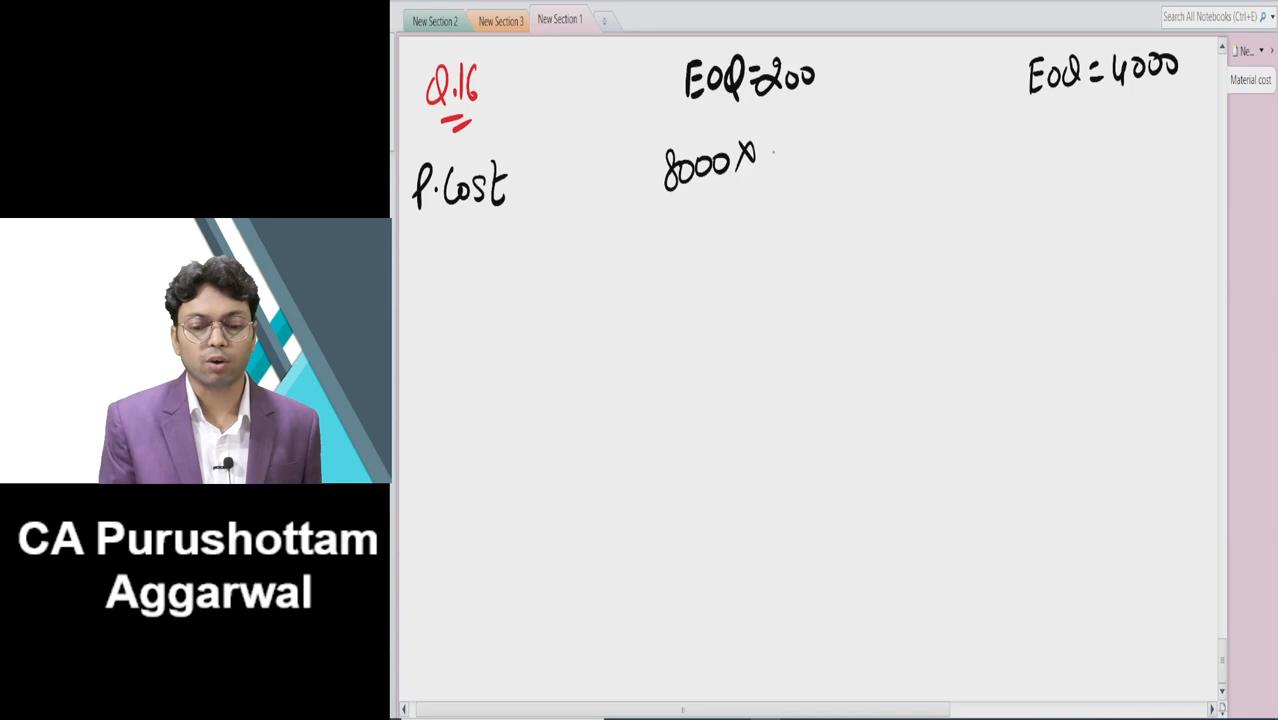 New Section 2 New Section 3 New Section 1
Search All Notebooks (Ctrl+E)
Ne...
Material cost
Q.16 EOQ=200 EOQ=4000
P.Cost 8000×
CA Purushottam
Aggarwal